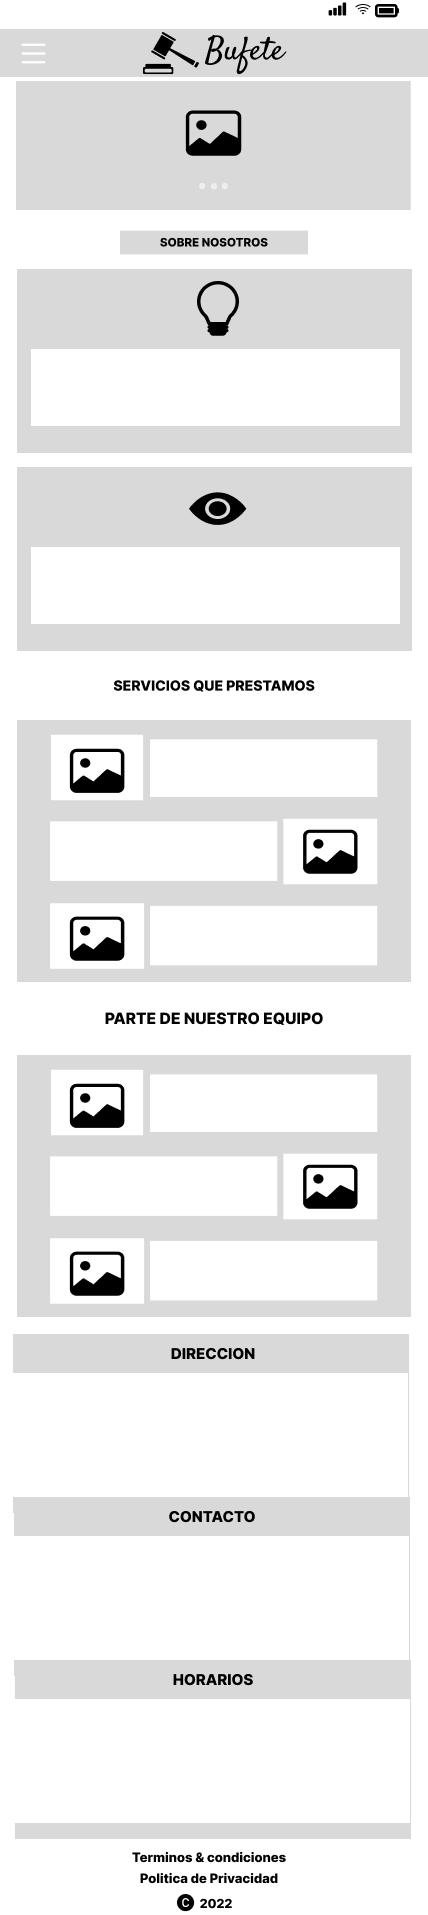 Bufete
SOBRE NOSOTROS
SERVICIOS QUE PRESTAMOS
PARTE DE NUESTRO EQUIPO
DIRECCION
CONTACTO
HORARIOS
Terminos & condiciones
Politica de Privacidad
© 2022